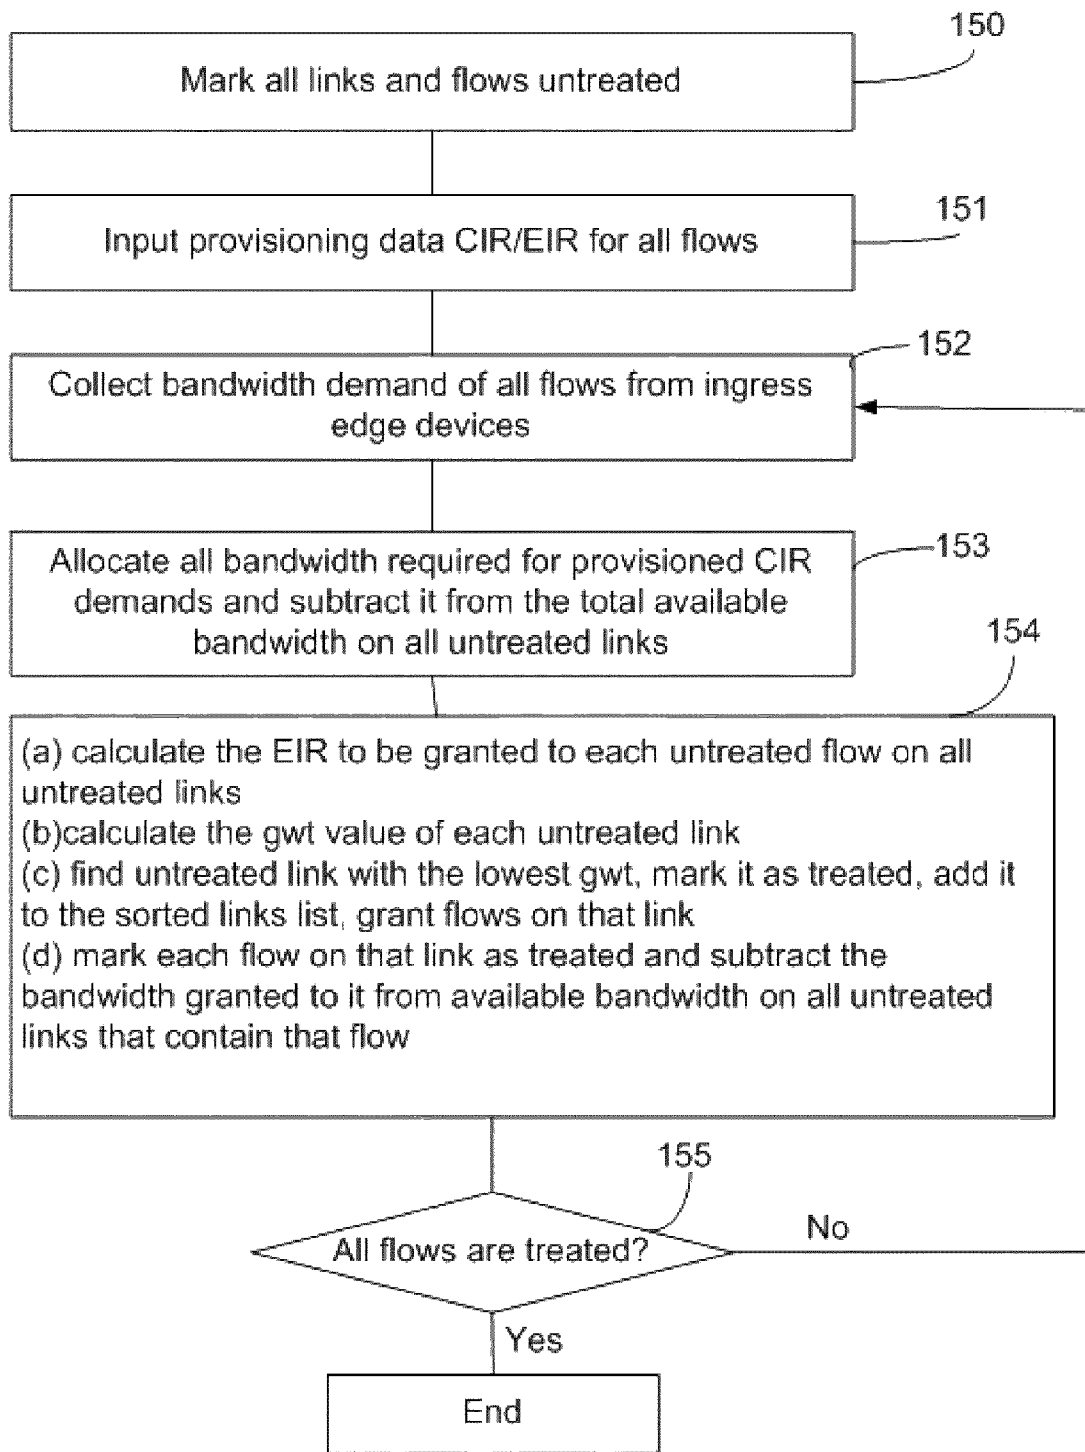 150
Mark all links and flows untreated
151
Input provisioning data CIR/EIR for all flows
152
Collect bandwidth demand of all flows from ingress
edge devices
153
Allocate all bandwidth required for provisioned CIR
demands and subtract it from the total available
bandwidth on all untreated links
154
(a) calculate the EIR to be granted to each untreated flow on all
untreated links
(b)calculate the gwt value of each untreated link
(c) find untreated link with the lowest gwt, mark it as treated, add it
to the sorted links list, grant flows on that link
(d) mark each flow on that link as treated and subtract the
bandwidth granted to it from available bandwidth on all untreated
links that contain that flow
155
All flows are treated?
No
Yes
End